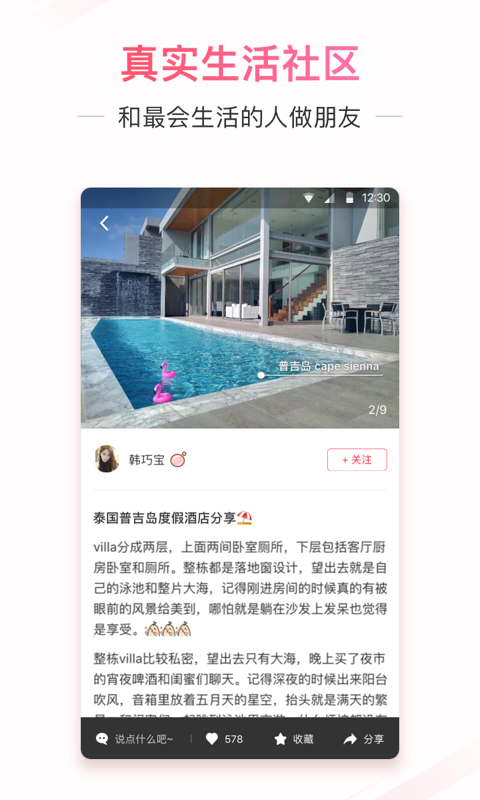 真实生活社区
和最会生活的人做朋友
12:30
普吉岛 cape sienna
2/9
韩巧宝
+ 关注
泰国普吉岛度假酒店分享
villa分成两层，上面两间卧室厕所，下层包括客厅厨
房卧室和厕所。整栋都是落地窗设计，望出去就是自
己的泳池和整片大海，记得刚进房间的时候真的有被
眼前的风景给美到，哪怕就是躺在沙发上发呆也觉得
是享受。
整栋villa比较私密，望出去只有大海，晚上买了夜市
的宵夜啤酒和闺蜜们聊天。记得深夜的时候出来阳台
吹风，音箱里放着五月天的星空，抬头就是满天的繁
说点什么吧~
578
收藏
分享